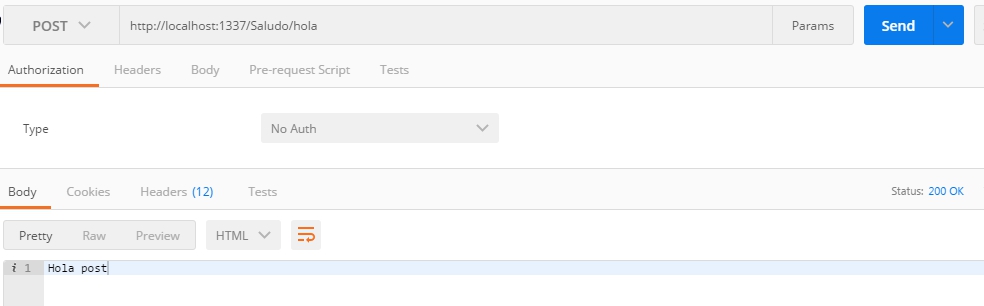 POST http://localhost:1337/Saludo/hola Params Send
Authorization Headers Body Pre-request Script Tests
Type No Auth
Body Cookies Headers (12) Tests Status: 200 OK
Pretty Raw Preview HTML
i 1 Hola post